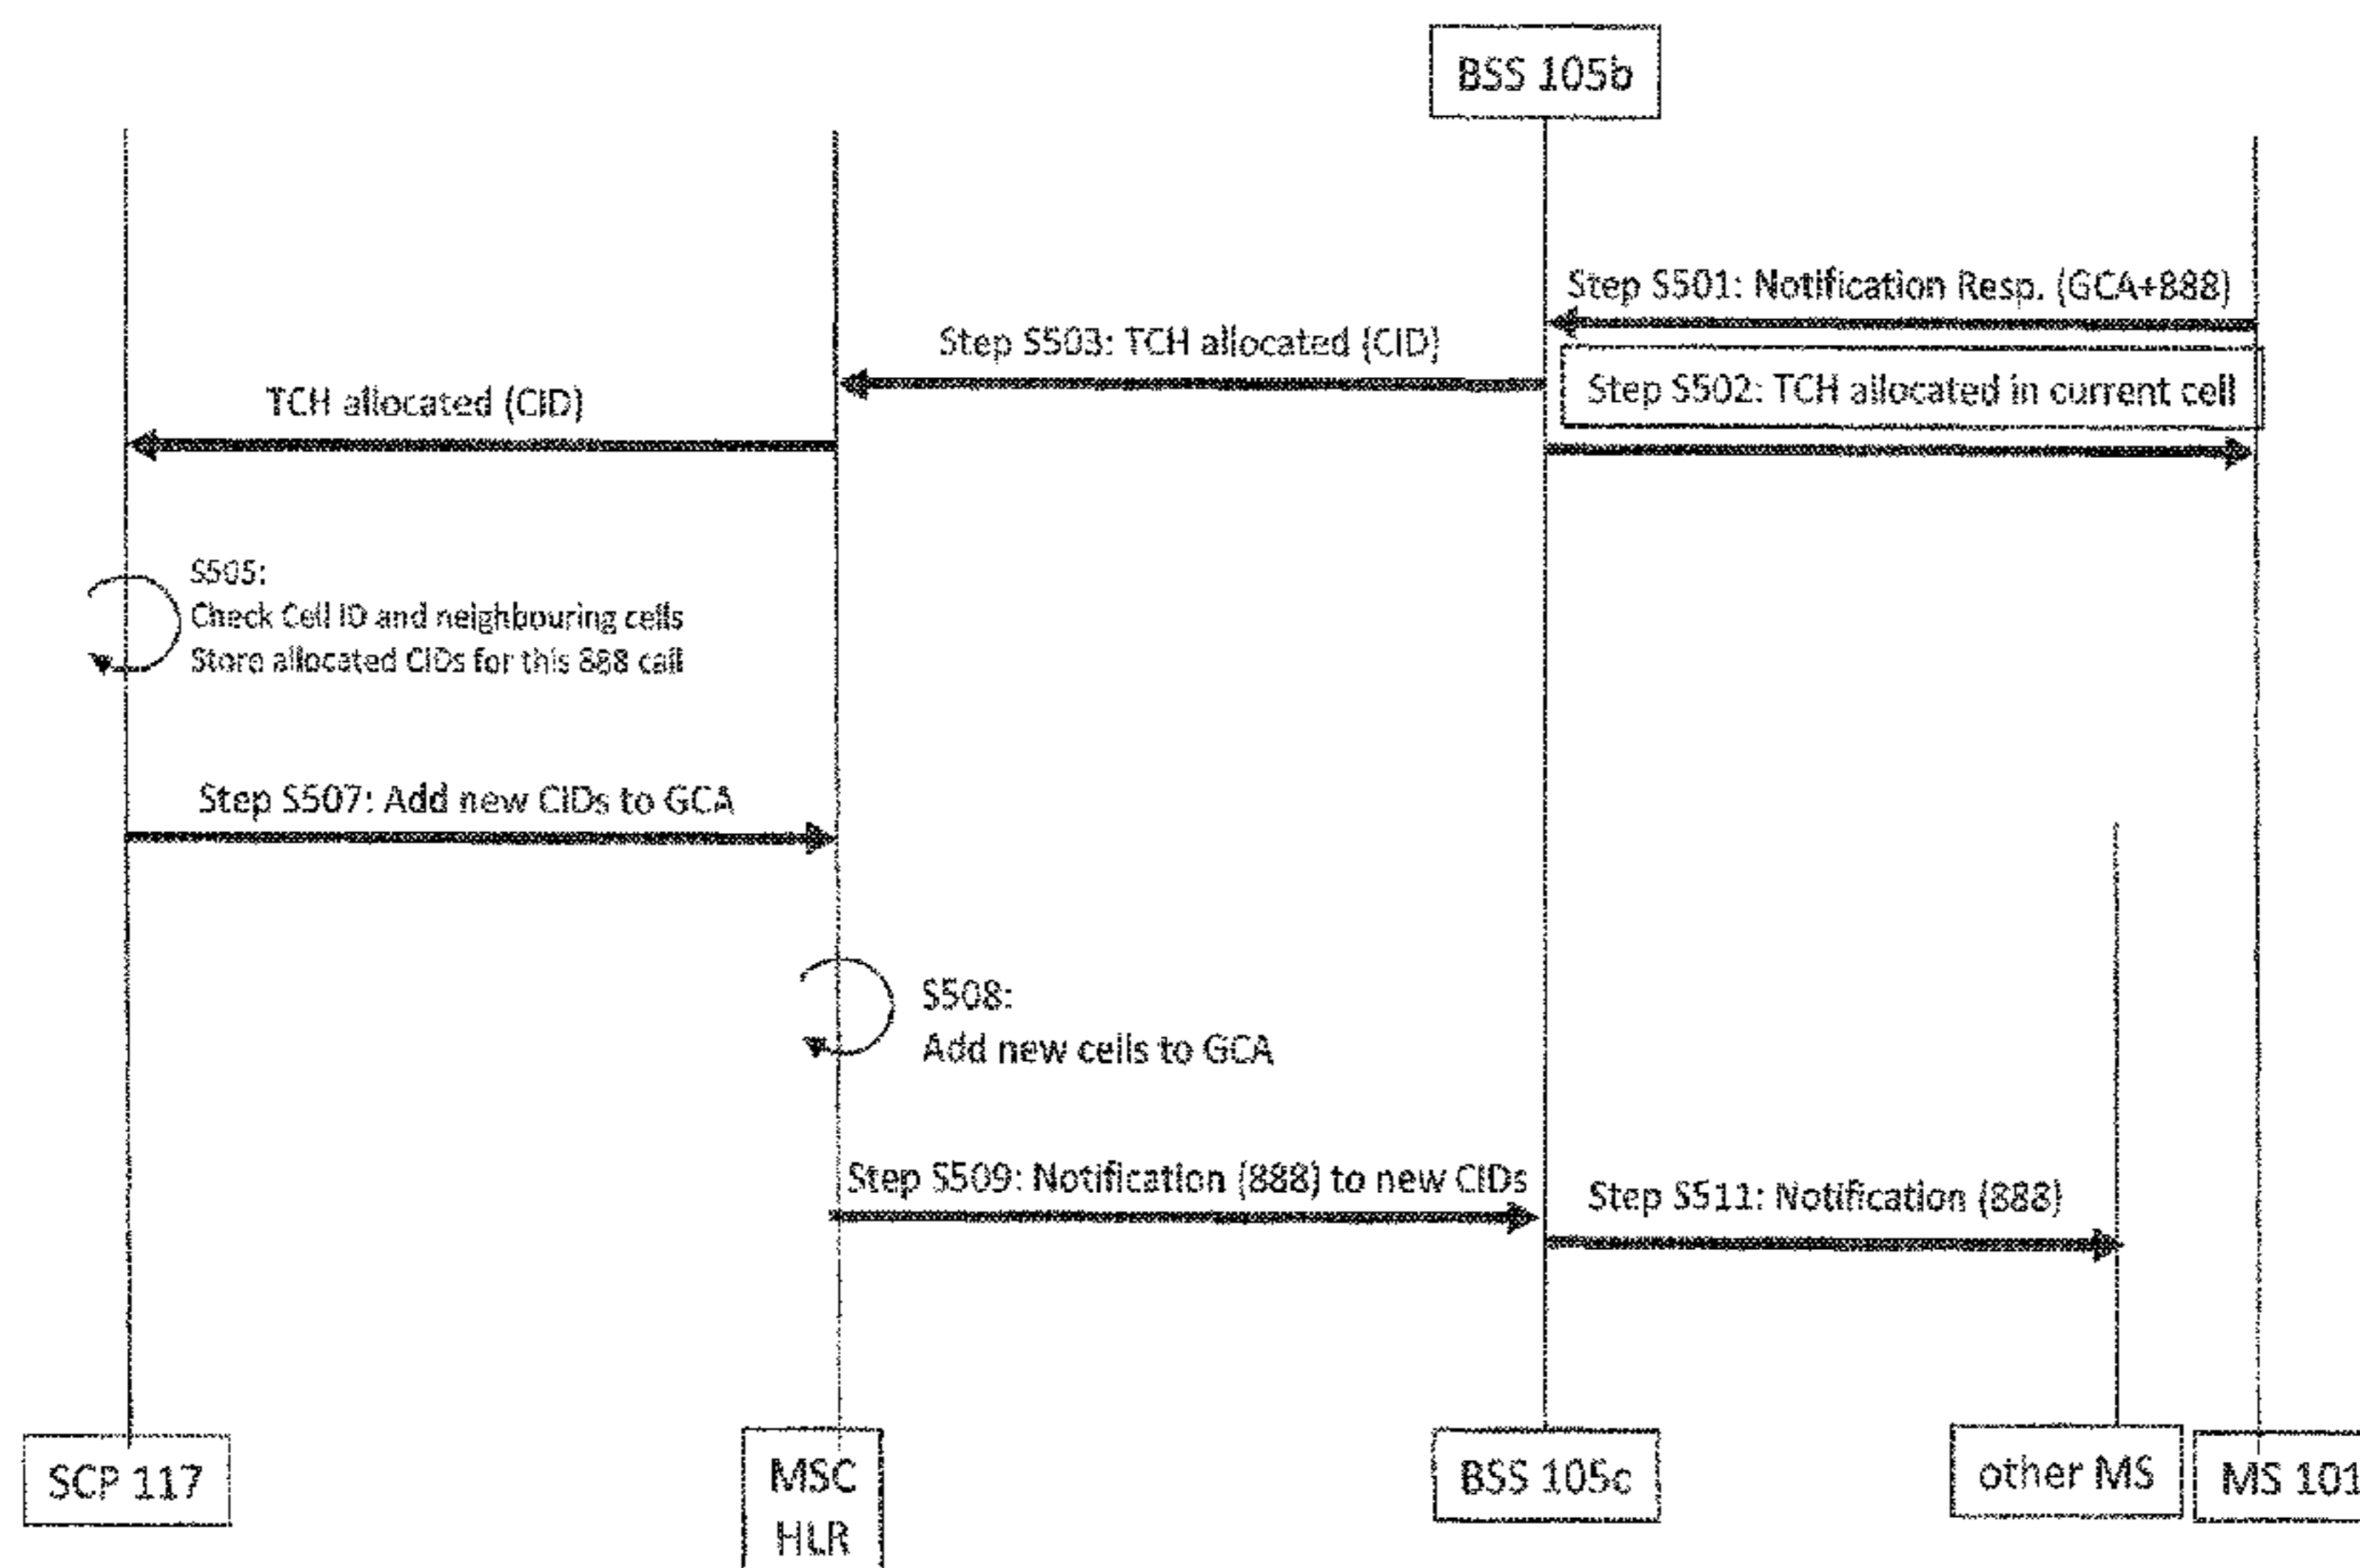 BSS 105b
Step S501: Notification Resp. (GCA+888)
Step S503: TCH allocated (CID)
Step S502: TCH allocated in current cell
TCH allocated (CID)
S505:
Check Cell ID and neighbouring cells
Store allocated CIDs for this 888 call
Step S507: Add new CIDs to GCA
S508:
Add new cells to GCA
Step S509: Notification (888) to new CIDs
Step S511: Notification (888)
SCP 117
MSC
HLR
BSS 105c
other MS
MS 101